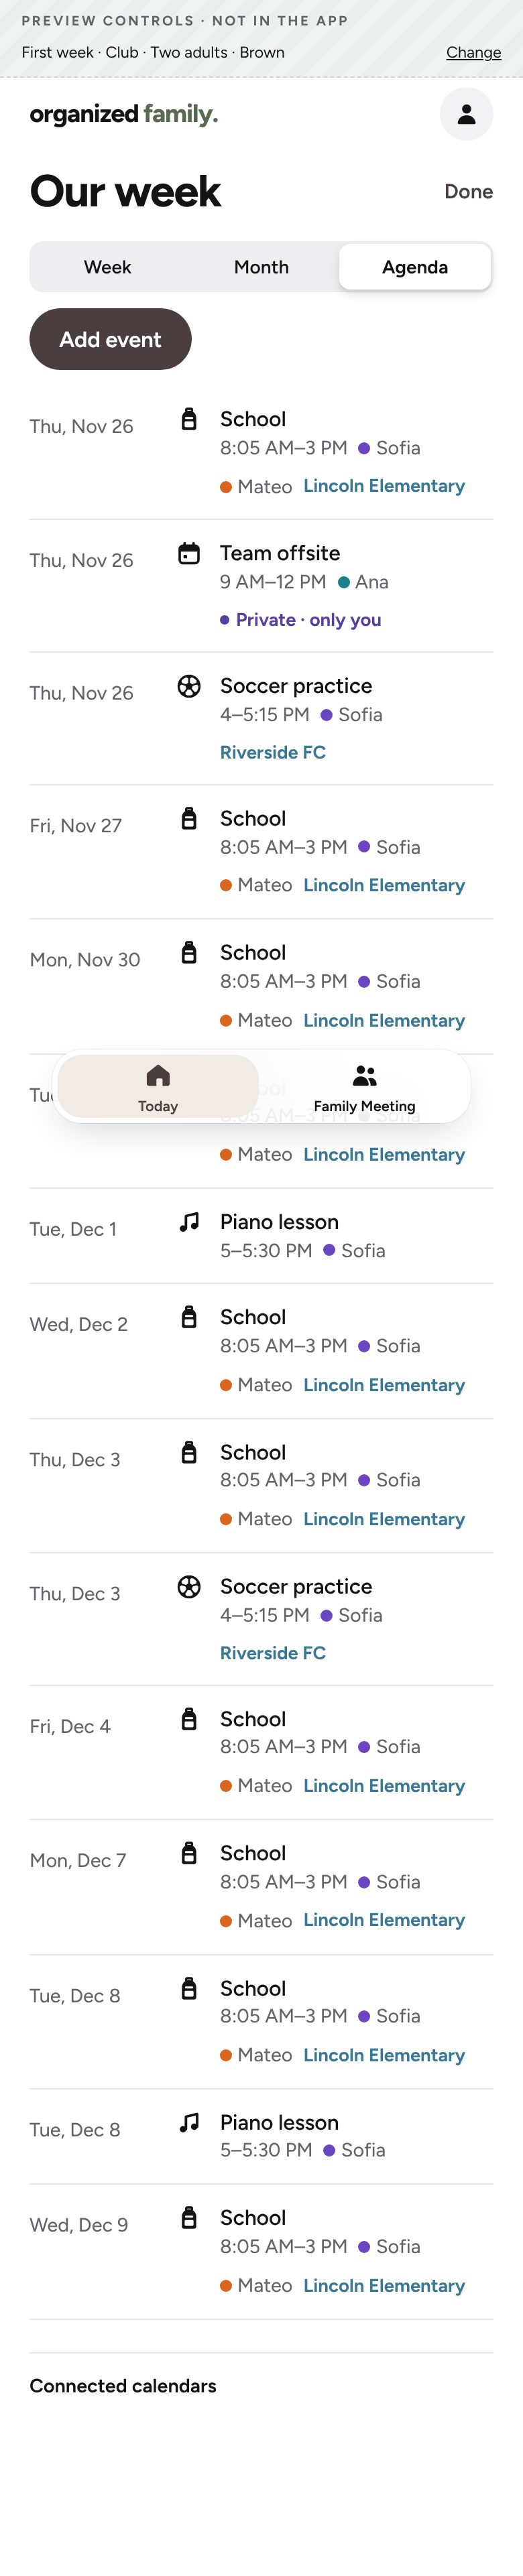 PREVIEW CONTROLS · NOT IN THE APP
First week · Club · Two adults · Brown
Change
organized family.
Our week
Done
Week
Month
Agenda
Add event
Thu, Nov 26
School
8:05 AM–3 PM Sofia
Mateo Lincoln Elementary
Thu, Nov 26
Team offsite
9 AM–12 PM Ana
Private · only you
Thu, Nov 26
Soccer practice
4–5:15 PM Sofia
Riverside FC
Fri, Nov 27
School
8:05 AM–3 PM Sofia
Mateo Lincoln Elementary
Mon, Nov 30
School
8:05 AM–3 PM Sofia
Mateo Lincoln Elementary
Today
Family Meeting
Mateo Lincoln Elementary
Tue, Dec 1
Piano lesson
5–5:30 PM Sofia
Wed, Dec 2
School
8:05 AM–3 PM Sofia
Mateo Lincoln Elementary
Thu, Dec 3
School
8:05 AM–3 PM Sofia
Mateo Lincoln Elementary
Thu, Dec 3
Soccer practice
4–5:15 PM Sofia
Riverside FC
Fri, Dec 4
School
8:05 AM–3 PM Sofia
Mateo Lincoln Elementary
Mon, Dec 7
School
8:05 AM–3 PM Sofia
Mateo Lincoln Elementary
Tue, Dec 8
School
8:05 AM–3 PM Sofia
Mateo Lincoln Elementary
Tue, Dec 8
Piano lesson
5–5:30 PM Sofia
Wed, Dec 9
School
8:05 AM–3 PM Sofia
Mateo Lincoln Elementary
Connected calendars